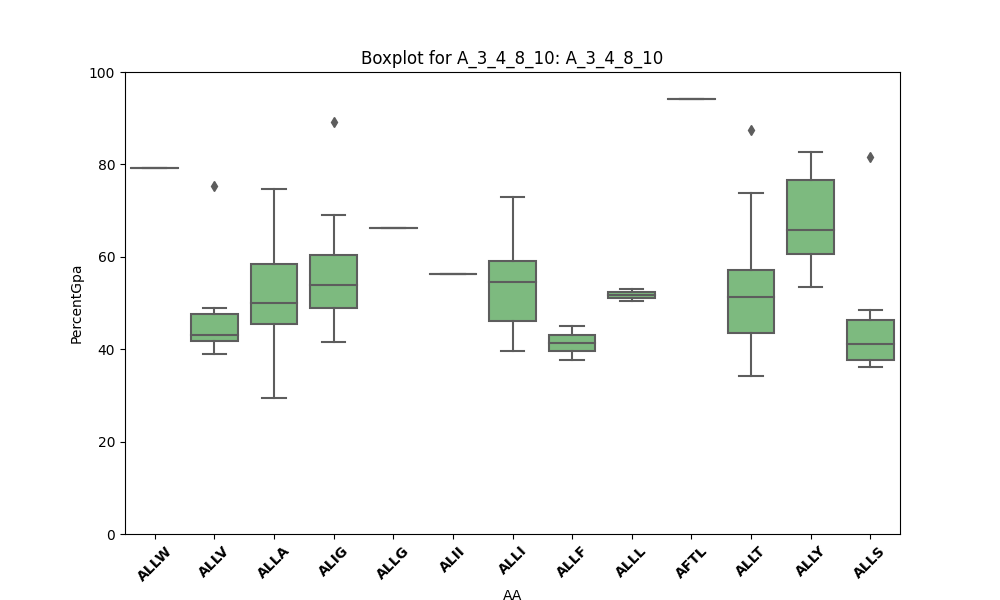 Boxplot for A_3_4_8_10: A_3_4_8_10
100
80
60
40
20
0
PercentGpa
ALLW
ALLV
ALLA
ALIG
ALLG
ALII
ALLI
ALLF
ALLL
AFTL
ALLT
ALLY
ALLS
AA